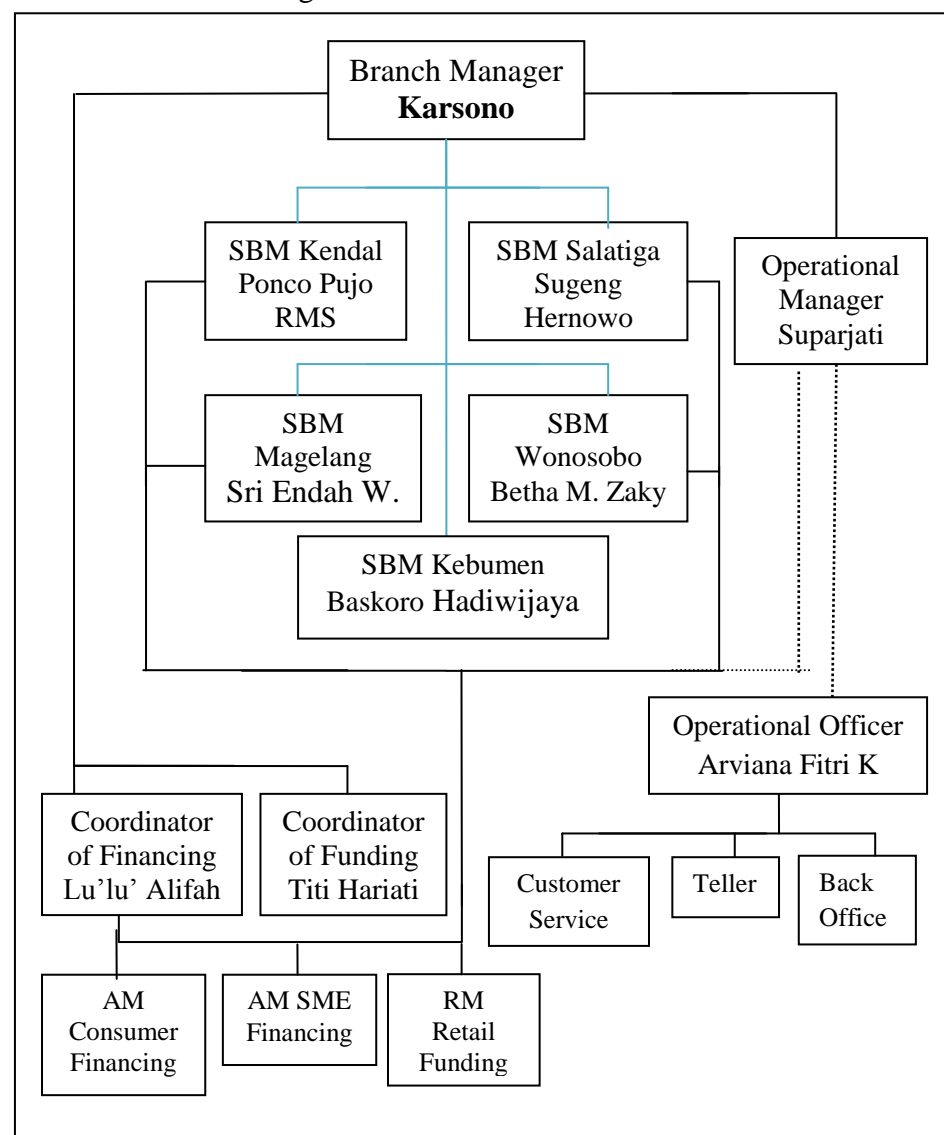 Branch Manager
Karsono
SBM Kendal
Ponco Pujo
RMS
SBM Salatiga
Sugeng
Hernowo
Operational
Manager
Suparjati
SBM
Magelang
Sri Endah W.
SBM
Wonosobo
Betha M. Zaky
SBM Kebumen
Baskoro Hadiwijaya
Operational Officer
Arviana Fitri K
Coordinator
of Financing
Lu’lu’ Alifah
Coordinator
of Funding
Titi Hariati
Customer
Service
Teller
Back
Office
AM
Consumer
Financing
AM SME
Financing
RM
Retail
Funding